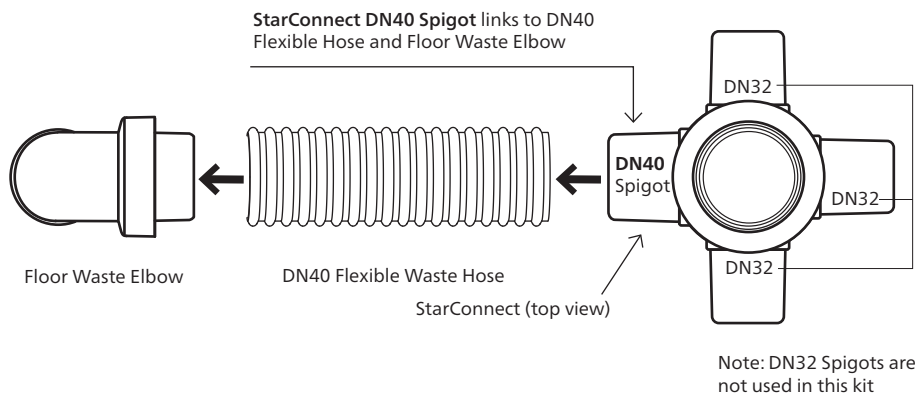 StarConnect DN40 Spigot links to DN40
Flexible Hose and Floor Waste Elbow
DN32
DN40
Spigot
DN32
DN32
Floor Waste Elbow
DN40 Flexible Waste Hose
StarConnect (top view)
Note: DN32 Spigots are
not used in this kit